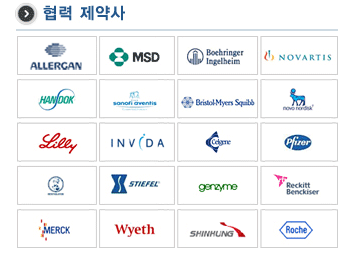 협력 제약사
ALLERGAN
MSD
Boehringer
Ingelheim
NOVARTIS
HANDOK
sanofi aventis
Bristol-Myers Squibb
novo nordisk
Lilly
INVIDA
Celgene
Pfizer
STIEFEL
genzyme
Reckitt
Benckiser
MERCK
Wyeth
SHINHUNG
Roche